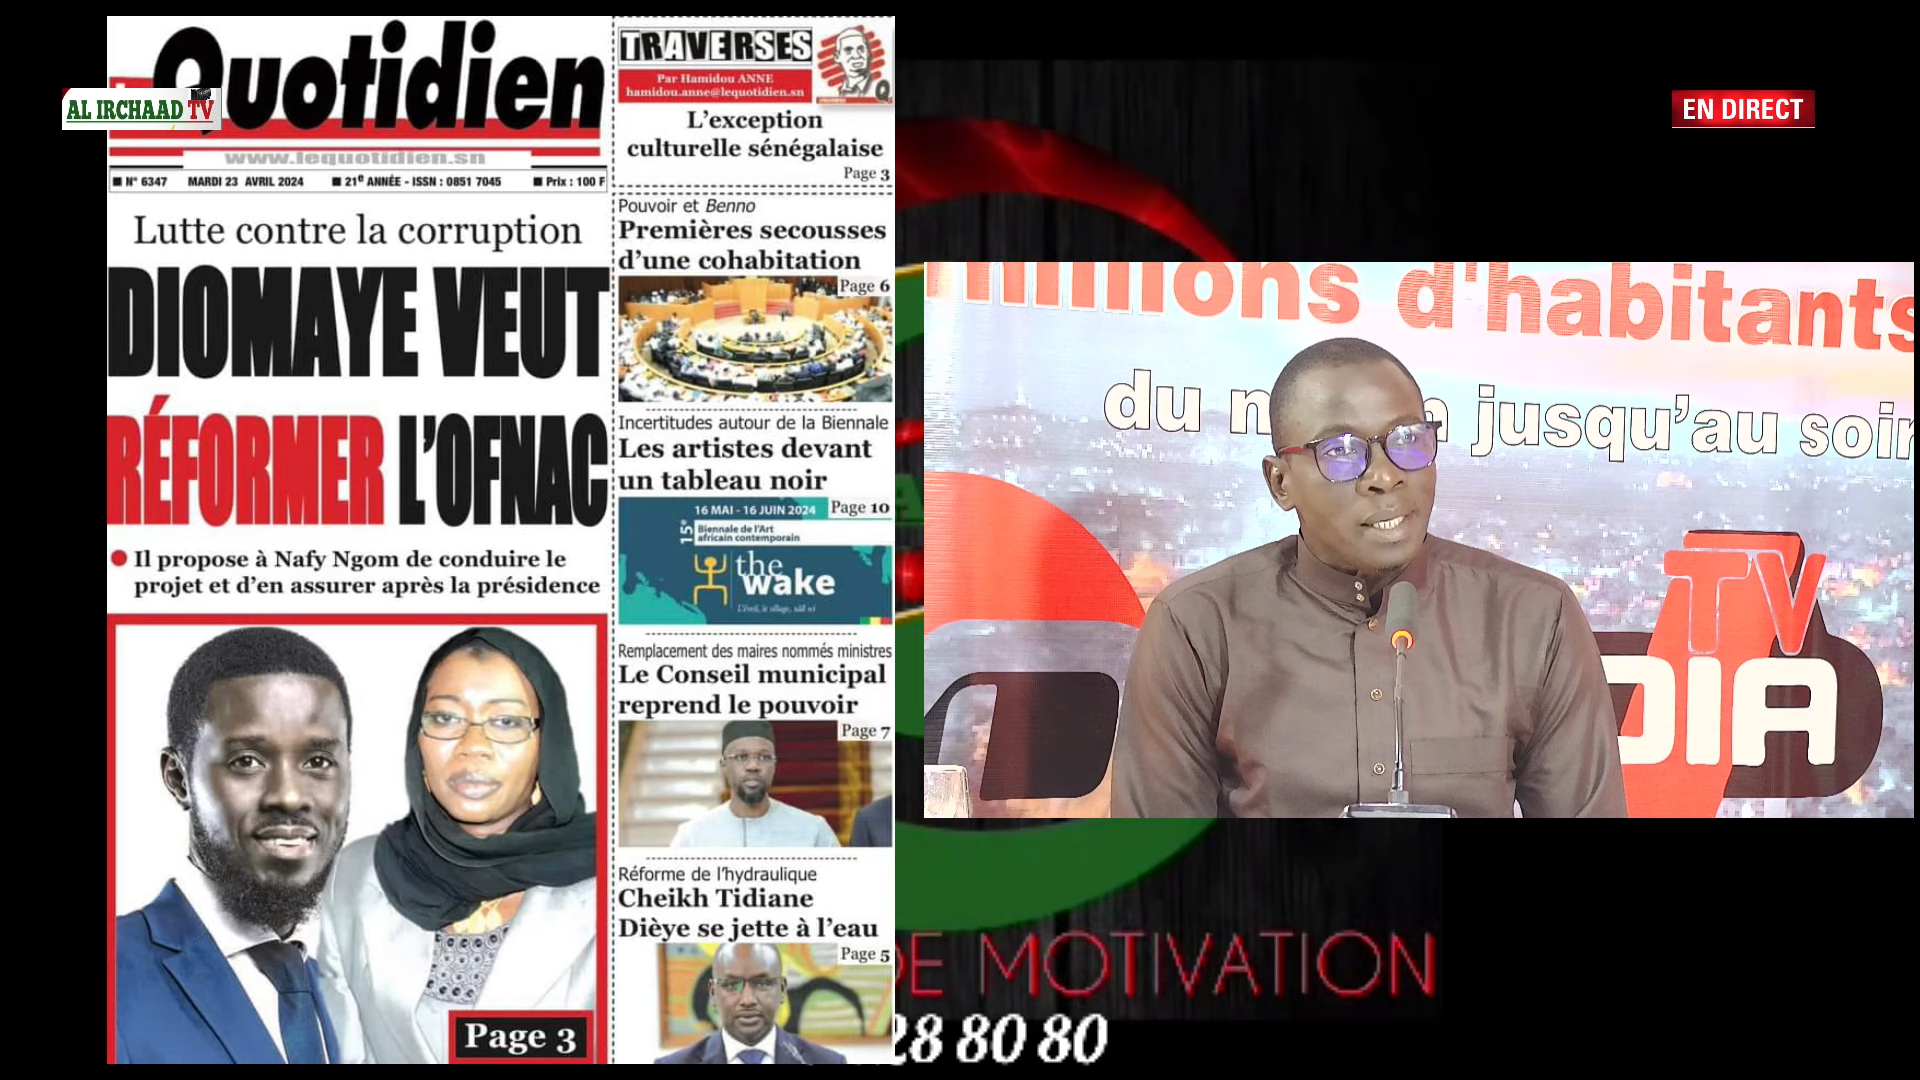 Quotidien
AL IRCHAAD TV
www.lequotidien.sn
N° 6347 MARDI 23 AVRIL 2024 21e ANNÉE - ISSN : 0851 7045 Prix : 100 F
Lutte contre la corruption
DIOMAYE VEUT
RÉFORMER L'OFNAC
Il propose à Nafy Ngom de conduire le
projet et d'en assurer après la présidence
Page 3
TRAVERSES
Par Hamidou ANNE
hamidou.anne@lequotidien.sn
L'exception
culturelle sénégalaise
Page 3
Pouvoir et Benno
Premières secousses
d'une cohabitation
Page 6
Incertitudes autour de la Biennale
Les artistes devant
un tableau noir
Page 10
16 MAI - 16 JUIN 2024
15e
Biennale de l'Art
africain contemporain
the
wake
Remplacement des maires nommés ministres
Le Conseil municipal
reprend le pouvoir
Page 7
Réforme de l'hydraulique
Cheikh Tidiane
Dièye se jette à l'eau
Page 5
EN DIRECT
millions d'habitants
du jusqu'au soir
TV
DIA
DE MOTIVATION
28 80 80